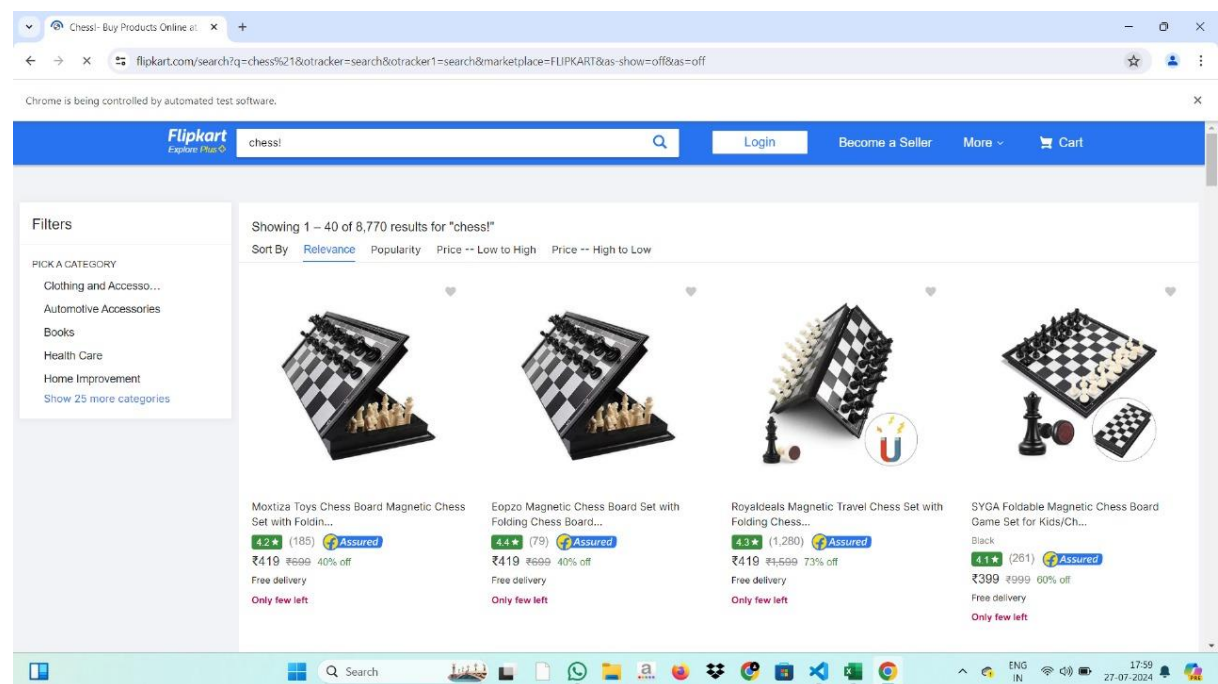 Chess!- Buy Products Online at
flipkart.com/search?q=chess%21&otracker=search&otracker1=search&marketplace=FLIPKART&as-show=off&as=off
Chrome is being controlled by automated test software.
Flipkart
Explore Plus
chess!
Login
Become a Seller
More
Cart
Filters
PICK A CATEGORY
Clothing and Accesso...
Automotive Accessories
Books
Health Care
Home Improvement
Show 25 more categories
Showing 1 – 40 of 8,770 results for "chess!"
Sort By Relevance Popularity Price -- Low to High Price -- High to Low
Moxtiza Toys Chess Board Magnetic Chess
Set with Foldin...
4.2★ (185) Assured
₹419 ₹699 40% off
Free delivery
Only few left
Eopzo Magnetic Chess Board Set with
Folding Chess Board...
4.4★ (79) Assured
₹419 ₹699 40% off
Free delivery
Only few left
Royaldeals Magnetic Travel Chess Set with
Folding Chess...
4.3★ (1,280) Assured
₹419 ₹1,599 73% off
Free delivery
Only few left
SYGA Foldable Magnetic Chess Board
Game Set for Kids/Ch...
Black
4.1★ (261) Assured
₹399 ₹999 60% off
Free delivery
Only few left
Search
ENG
IN
17:59
27-07-2024